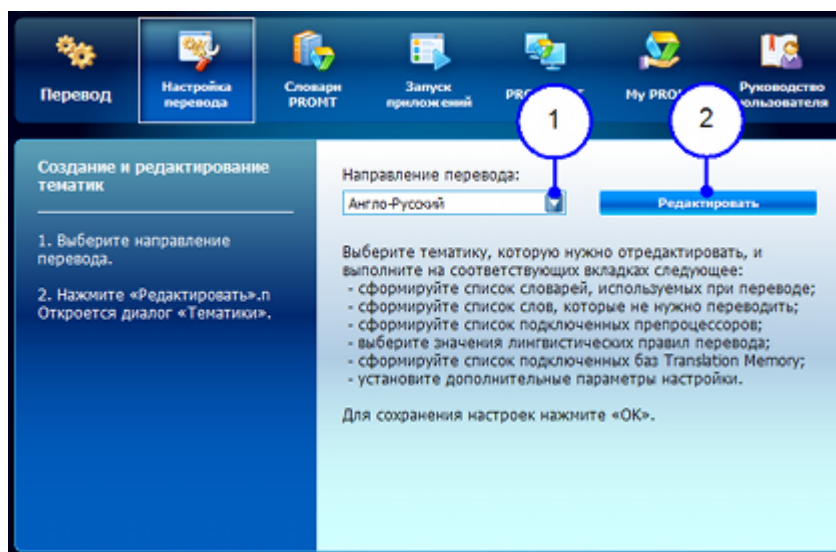 Перевод
Настройка
перевода
Словари
PROMT
Запуск
приложений
My
Руководство
1
2
Создание и редактирование
тематик
1. Выберите направление
перевода.
2. Нажмите «Редактировать».п
Откроется диалог «Тематики».
Направление перевода:
Англо-Русский
Редактировать
Выберите тематику, которую нужно отредактировать, и
выполните на соответствующих вкладках следующее:
- сформируйте список словарей, используемых при переводе;
- сформируйте список слов, которые не нужно переводить;
- сформируйте список подключенных препроцессоров;
- выберите значения лингвистических правил перевода;
- сформируйте список подключенных баз Translation Memory;
- установите дополнительные параметры настройки.
Для сохранения настроек нажмите «ОК».